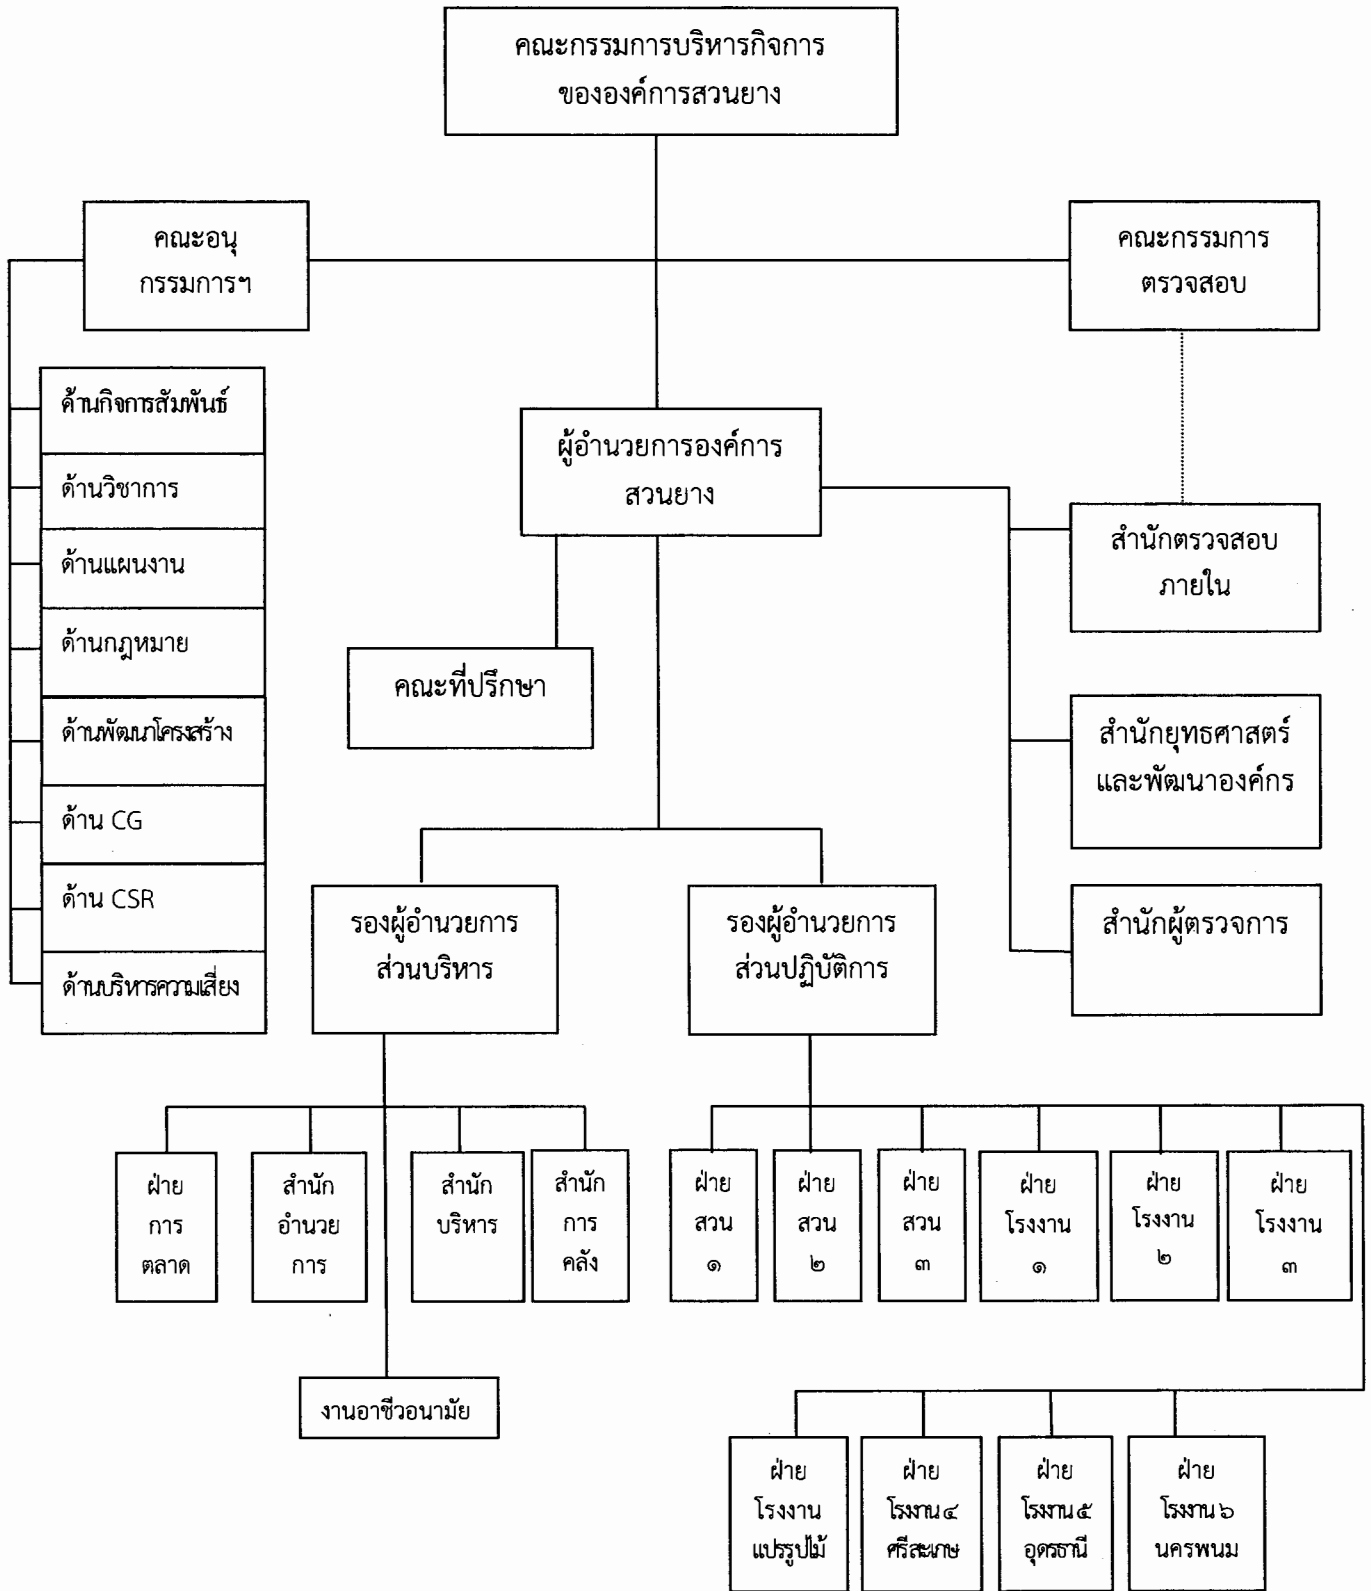 คณะกรรมการบริหารกิจการ
ขององค์การสวนยาง
คณะอนุ
กรรมการฯ
คณะกรรมการ
ตรวจสอบ
ด้านกิจการสัมพันธ์
ด้านวิชาการ
ด้านแผนงาน
ด้านกฎหมาย
ด้านพัฒนาโครงสร้าง
ด้าน CG
ด้าน CSR
ด้านบริหารความเสี่ยง
ผู้อำนวยการองค์การ
สวนยาง
สำนักตรวจสอบ
ภายใน
คณะที่ปรึกษา
สำนักยุทธศาสตร์
และพัฒนาองค์กร
สำนักผู้ตรวจการ
รองผู้อำนวยการ
ส่วนบริหาร
รองผู้อำนวยการ
ส่วนปฏิบัติการ
ฝ่าย
การ
ตลาด
สำนัก
อำนวย
การ
สำนัก
บริหาร
สำนัก
การ
คลัง
ฝ่าย
สวน
๑
ฝ่าย
สวน
๒
ฝ่าย
สวน
๓
ฝ่าย
โรงงาน
๑
ฝ่าย
โรงงาน
๒
ฝ่าย
โรงงาน
๓
งานอาชีวอนามัย
ฝ่าย
โรงงาน
แปรรูปไม้
ฝ่าย
โรงงาน ๔
ศรีสะเกษ
ฝ่าย
โรงงาน ๕
อุดรธานี
ฝ่าย
โรงงาน ๖
นครพนม